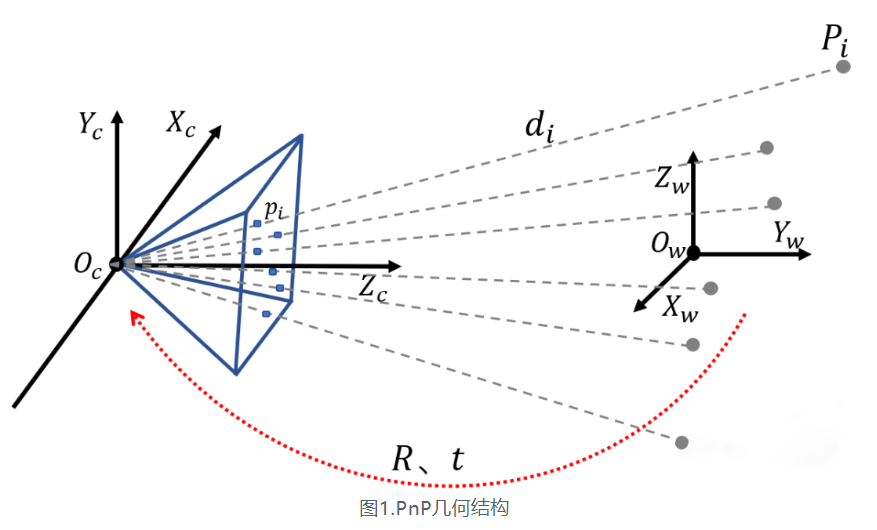 P_i
Y_c
X_c
d_i
Z_w
p_i
O_w
Y_w
O_c
Z_c
X_w
R、t
图1.PnP几何结构